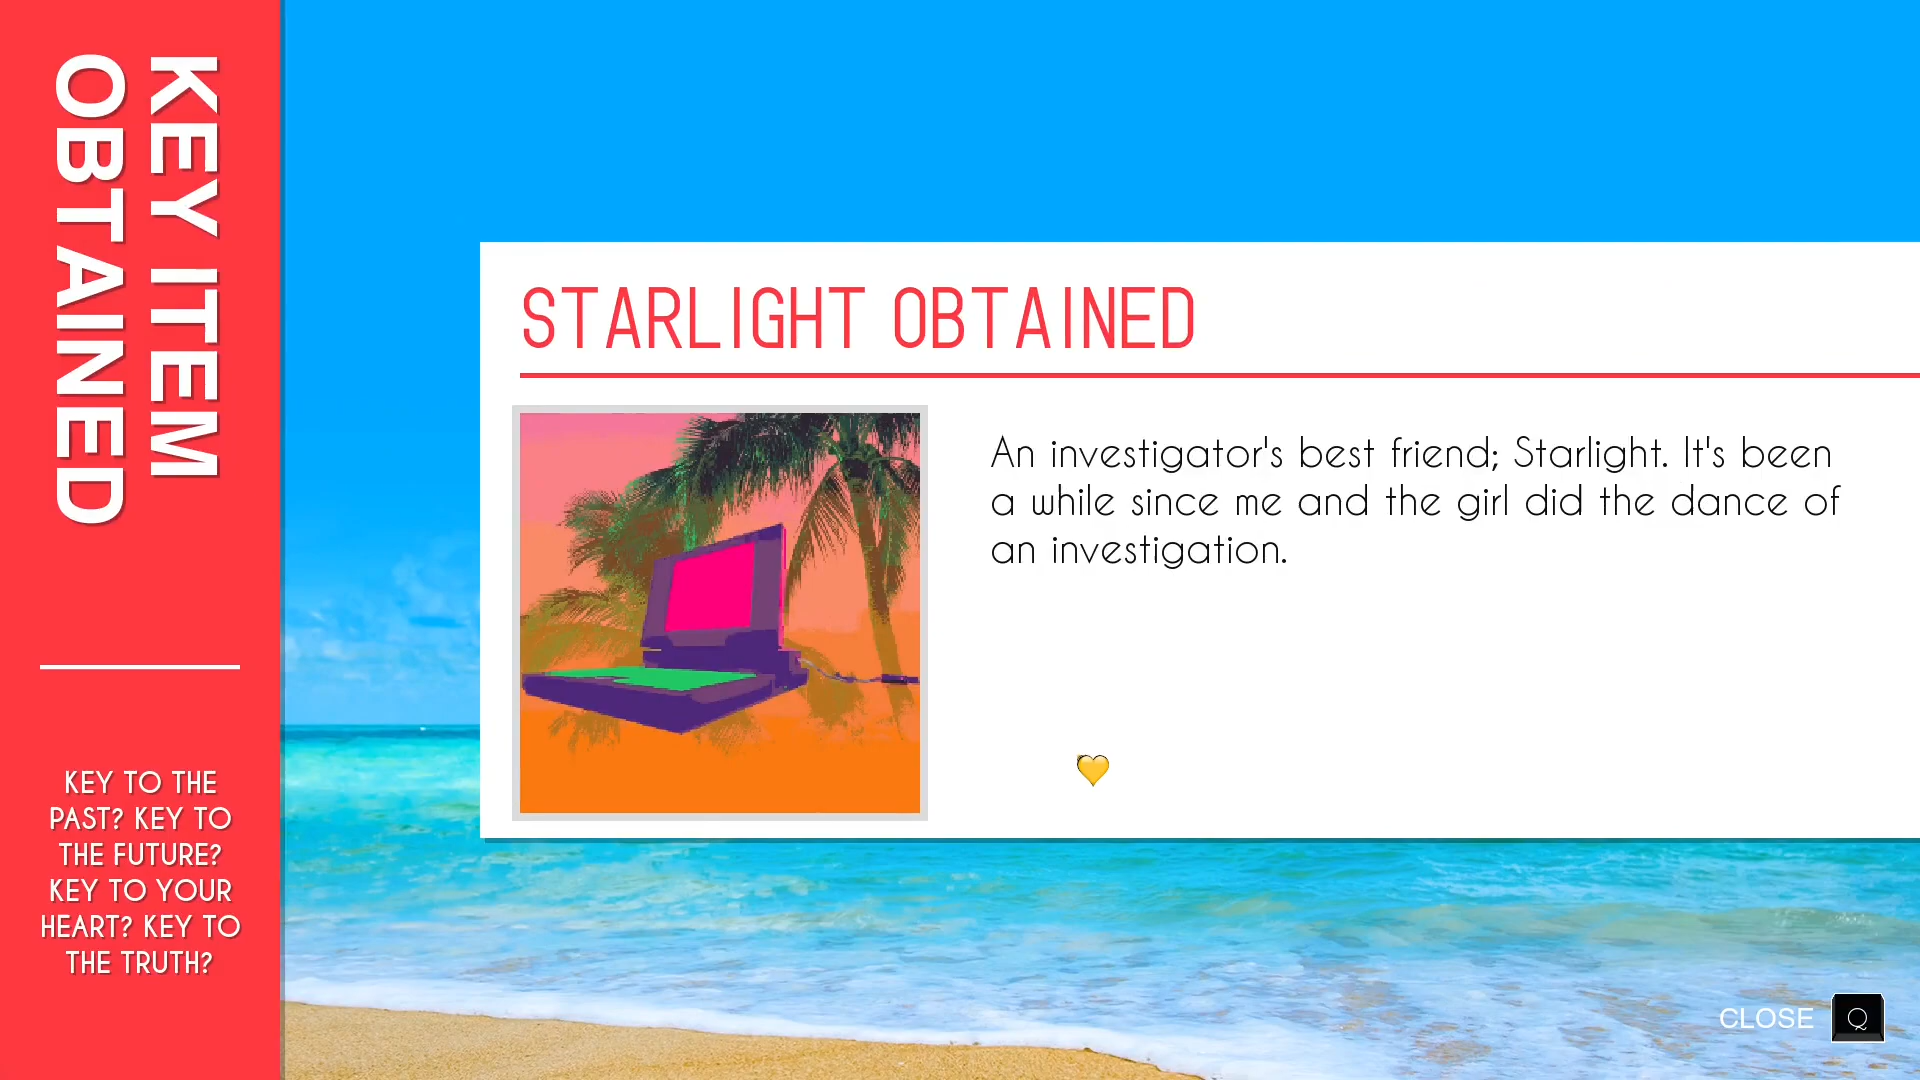 KEY ITEM
OBTAINED
KEY TO THE
PAST? KEY TO
THE FUTURE?
KEY TO YOUR
HEART? KEY TO
THE TRUTH?
STARLIGHT OBTAINED
An investigator's best friend; Starlight. It's been
a while since me and the girl did the dance of
an investigation.
CLOSE Q